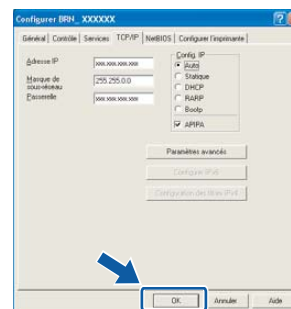 Configurer BRN_XXXXXX
Général Contrôle Services TCP/IP NetBIOS Configurer l'imprimante
Adresse IP xxx.xxx.xxx.xxx
Masque de sous-réseau 255.255.0.0
Passerelle xxx.xxx.xxx.xxx
Config. IP
Auto
Statique
DHCP
RARP
Bootp
APIPA
Paramètres avancés
Configurer IPv6
Configuration des filtres IPv4
OK Annuler Aide